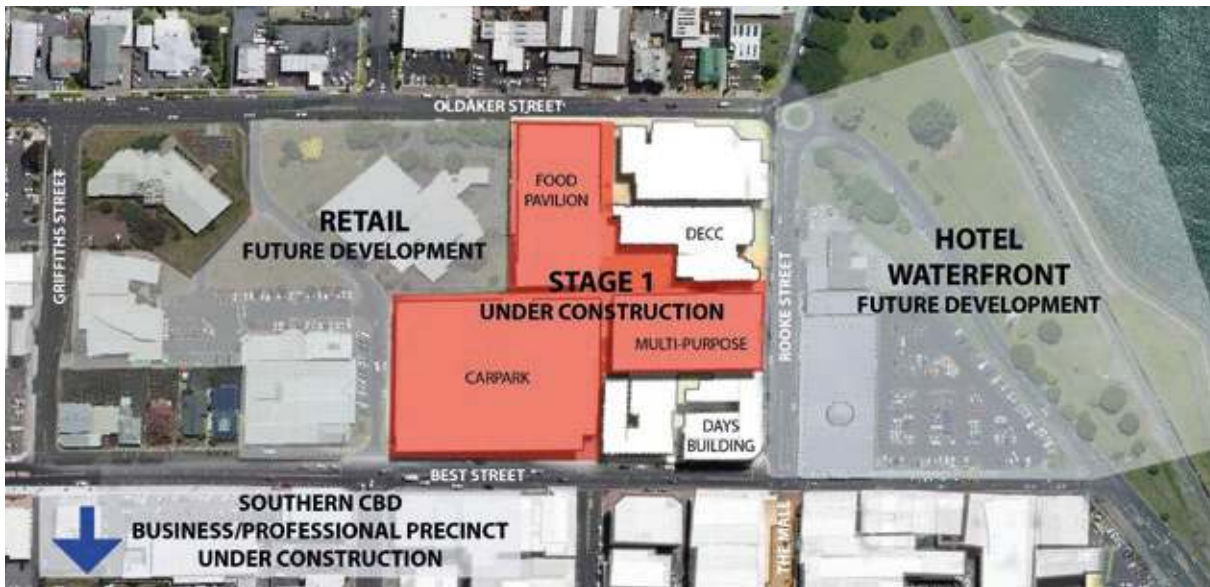 OLDAKER STREET
GRIFFITHS STREET
FOOD
PAVILION
RETAIL
FUTURE DEVELOPMENT
DECC
HOTEL
WATERFRONT
FUTURE DEVELOPMENT
STAGE 1
UNDER CONSTRUCTION
ROOKE STREET
MULTI-PURPOSE
CARPARK
DAYS
BUILDING
BEST STREET
SOUTHERN CBD
BUSINESS/PROFESSIONAL PRECINCT
UNDER CONSTRUCTION
THE MALL